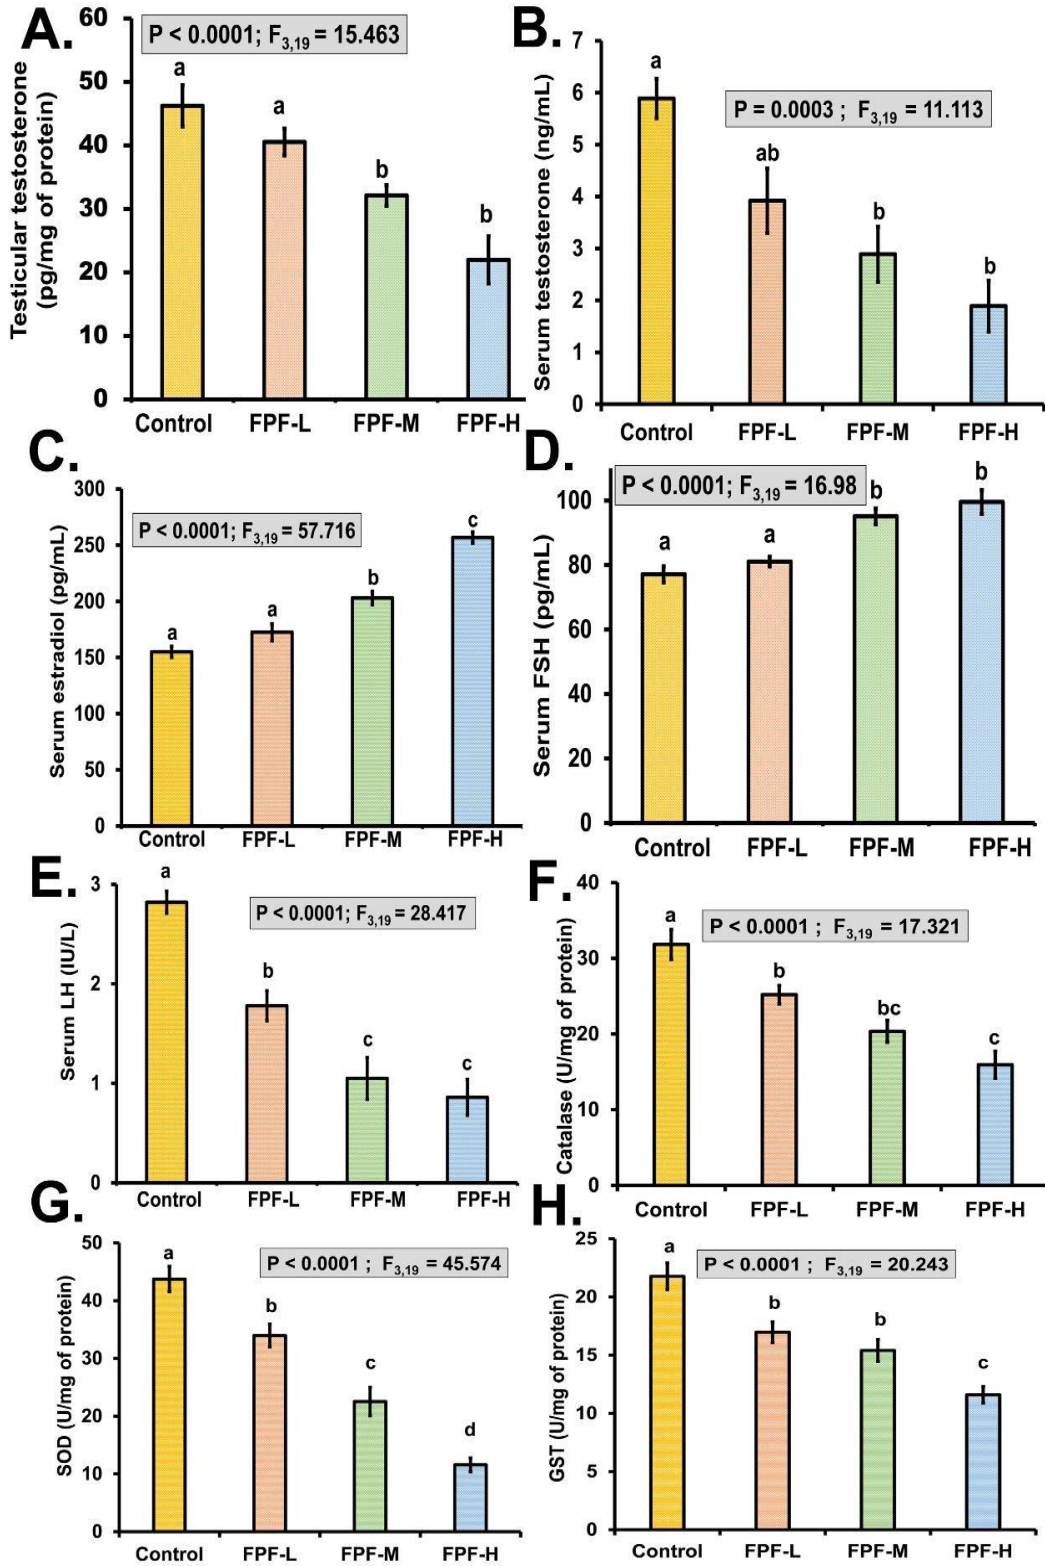 A.
P < 0.0001; F3,19 = 15.463
Testicular testosterone
(pg/mg of protein)
60
50
40
30
20
10
0
a
a
b
b
Control
FPF-L
FPF-M
FPF-H
B.
P = 0.0003 ; F3,19 = 11.113
Serum testosterone (ng/mL)
7
6
5
4
3
2
1
0
a
ab
b
b
Control
FPF-L
FPF-M
FPF-H
C.
P < 0.0001; F3,19 = 57.716
Serum estradiol (pg/mL)
300
250
200
150
100
50
0
a
a
b
c
Control
FPF-L
FPF-M
FPF-H
D.
P < 0.0001; F3,19 = 16.98
Serum FSH (pg/mL)
100
80
60
40
20
0
a
a
b
b
Control
FPF-L
FPF-M
FPF-H
E.
P < 0.0001; F3,19 = 28.417
Serum LH (IU/L)
3
2
1
0
a
b
c
c
Control
FPF-L
FPF-M
FPF-H
F.
P < 0.0001 ; F3,19 = 17.321
Catalase (U/mg of protein)
40
30
20
10
0
a
b
bc
c
Control
FPF-L
FPF-M
FPF-H
G.
P < 0.0001 ; F3,19 = 45.574
SOD (U/mg of protein)
50
40
30
20
10
0
a
b
c
d
Control
FPF-L
FPF-M
FPF-H
H.
P < 0.0001 ; F3,19 = 20.243
GST (U/mg of protein)
25
20
15
10
5
0
a
b
b
c
Control
FPF-L
FPF-M
FPF-H